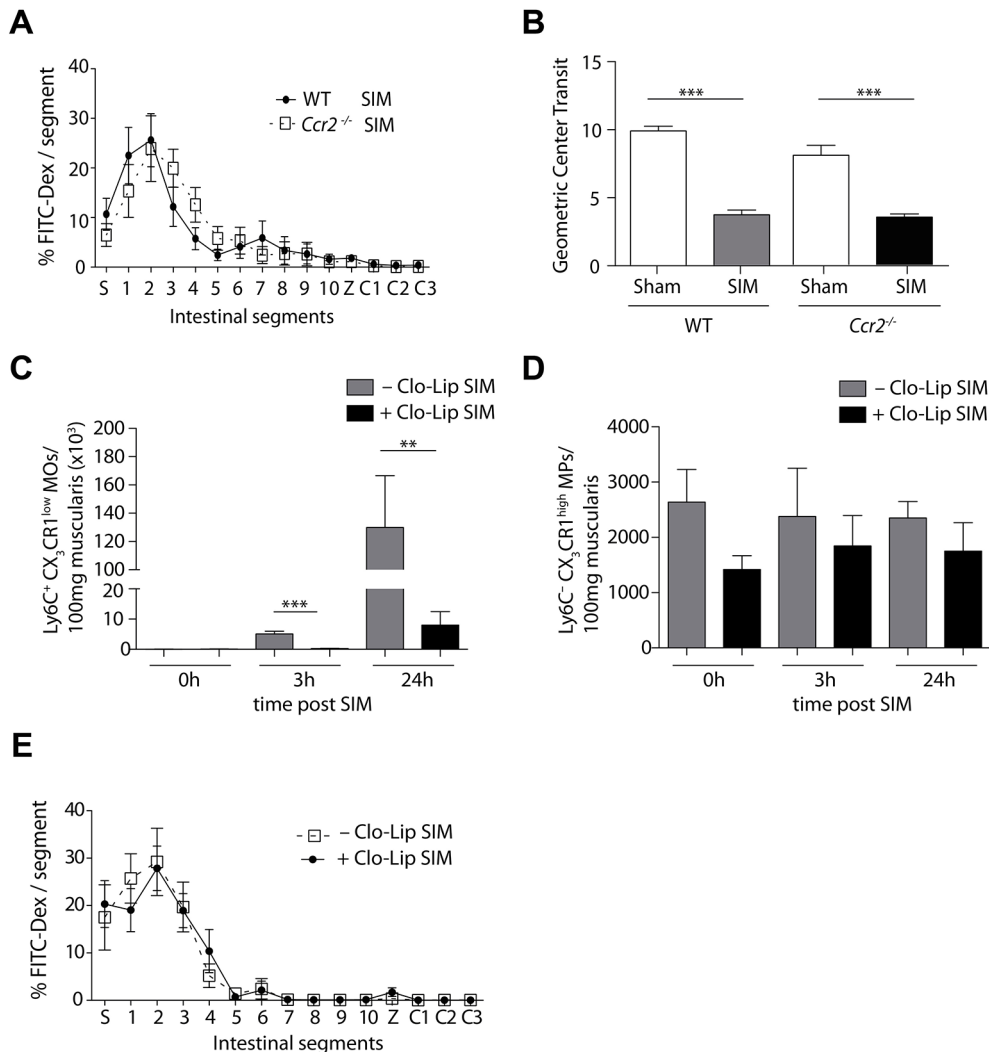 A
40
30
20
10
0
% FITC-Dex / segment
WT SIM
Ccr2⁻/⁻ SIM
S 1 2 3 4 5 6 7 8 9 10 Z C1 C2 C3
Intestinal segments
B
15
10
5
0
Geometric Center Transit
*** ***
Sham SIM Sham SIM
WT Ccr2⁻/⁻
C
– Clo-Lip SIM
+ Clo-Lip SIM
200
180
160
140
120
100
20
10
0
Ly6C⁺ CX₃CR1ˡᵒʷ MOs/
100mg muscularis (x10³)
**
***
0h 3h 24h
time post SIM
D
– Clo-Lip SIM
+ Clo-Lip SIM
4000
3000
2000
1000
0
Ly6C⁻ CX₃CR1ʰⁱᵍʰ MPs/
100mg muscularis
0h 3h 24h
time post SIM
E
40
30
20
10
0
% FITC-Dex / segment
– Clo-Lip SIM
+ Clo-Lip SIM
S 1 2 3 4 5 6 7 8 9 10 Z C1 C2 C3
Intestinal segments